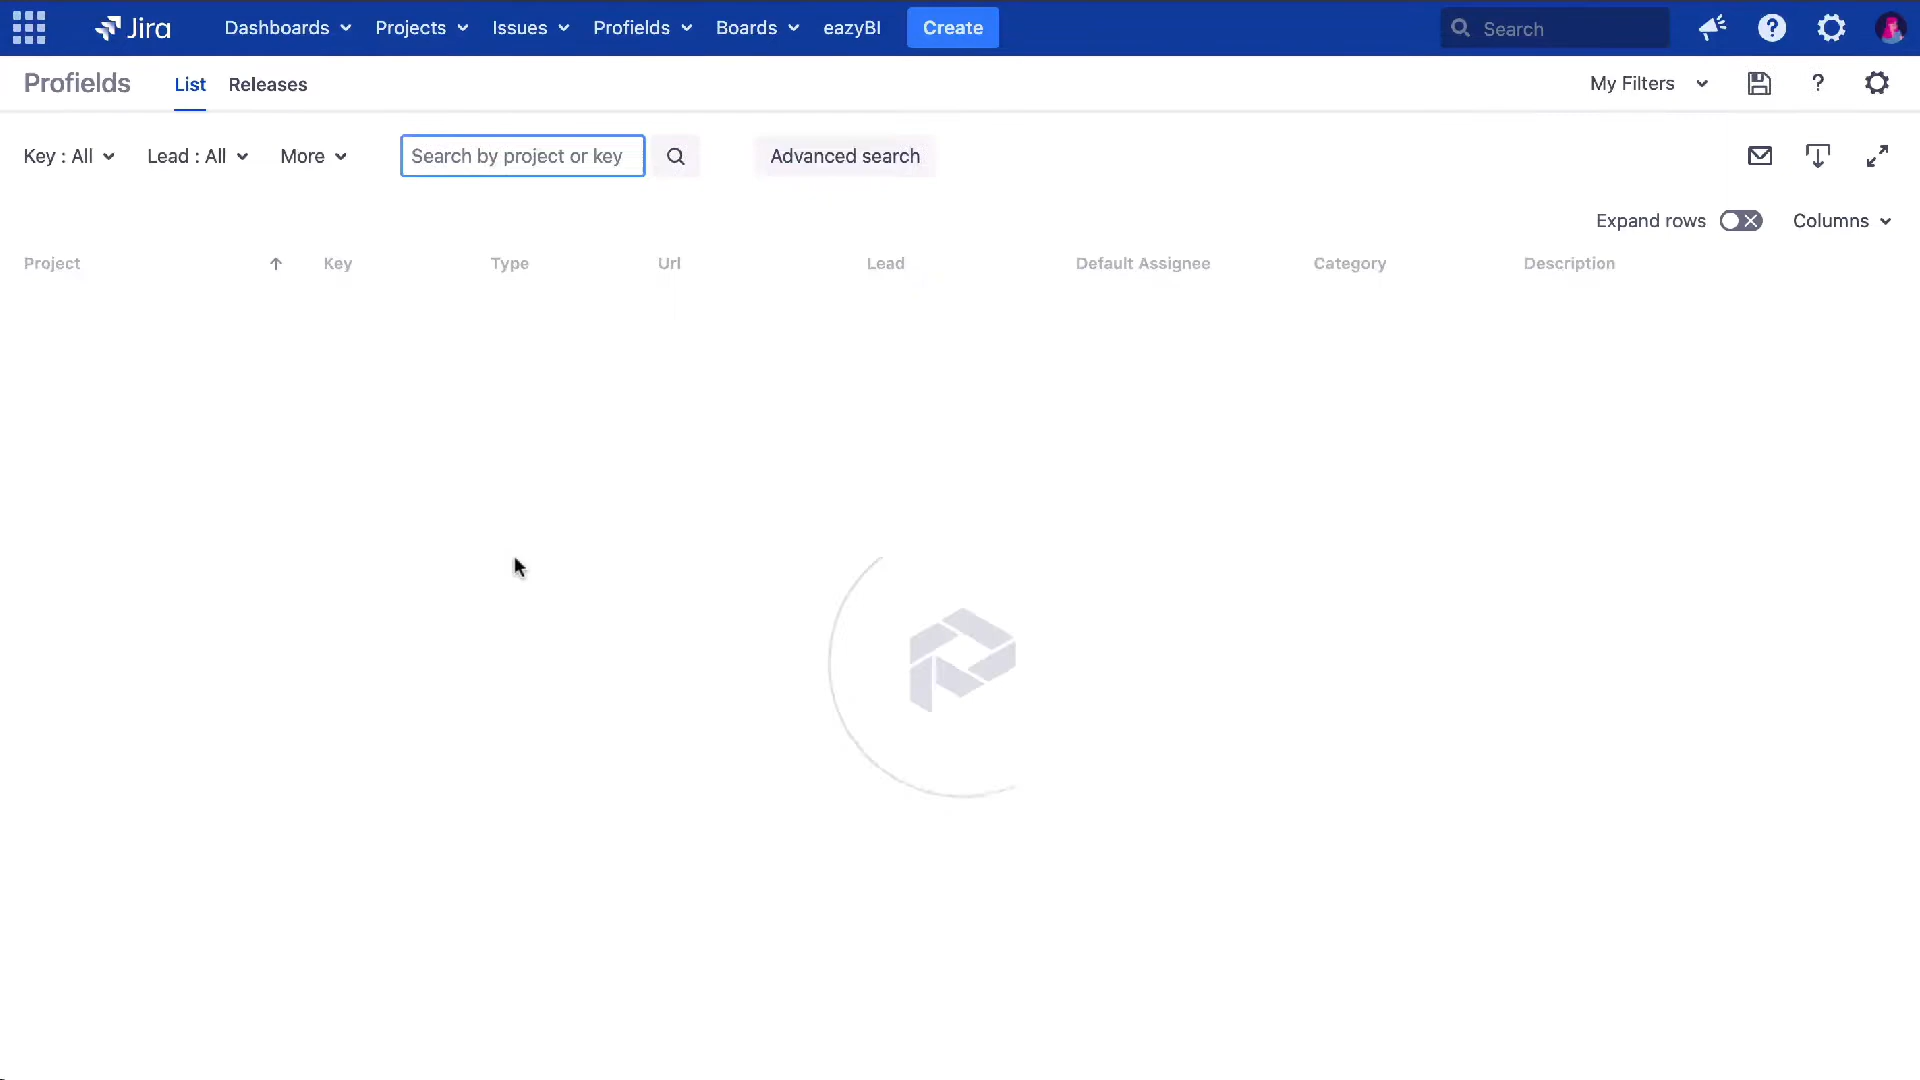 Jira Dashboards Projects Issues Profields Boards eazyBI Create Search
Profields List Releases My Filters
Key : All Lead : All More Search by project or key Advanced search
Expand rows Columns
Project Key Type Url Lead Default Assignee Category Description